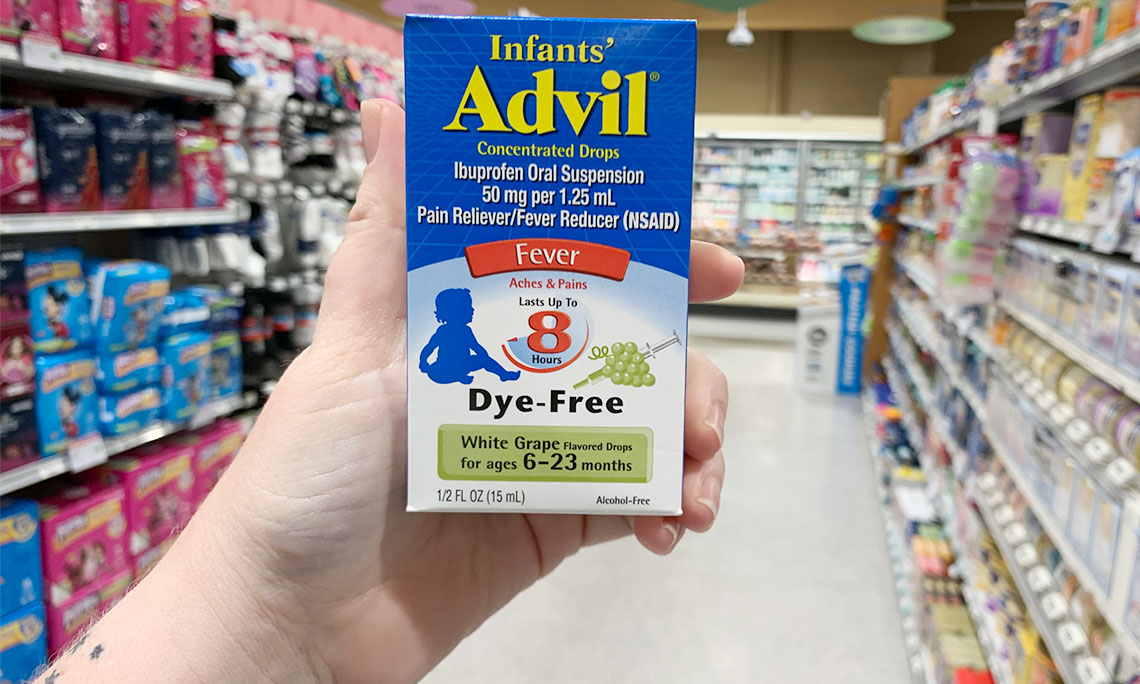 Infants'
Advil®
Concentrated Drops
Ibuprofen Oral Suspension
50 mg per 1.25 mL
Pain Reliever/Fever Reducer (NSAID)
Fever
Aches & Pains
Lasts Up To
8
Hours
Dye-Free
White Grape Flavored Drops
for ages 6–23 months
1/2 FL OZ (15 mL) Alcohol-Free